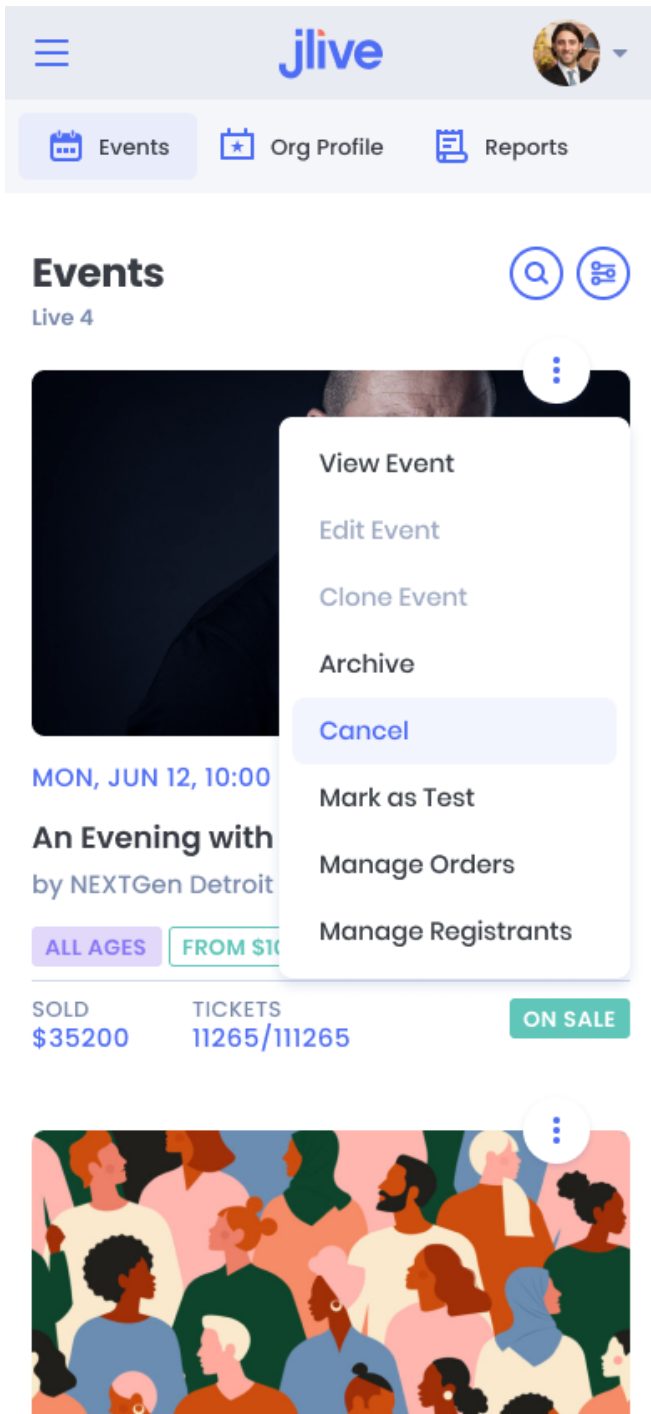 jlive
Events Org Profile Reports
Events
Live 4
View Event
Edit Event
Clone Event
Archive
Cancel
Mark as Test
Manage Orders
Manage Registrants
MON, JUN 12, 10:00
An Evening with
by NEXTGen Detroit
ALL AGES FROM $10
SOLD TICKETS
$35200 11265/111265 ON SALE